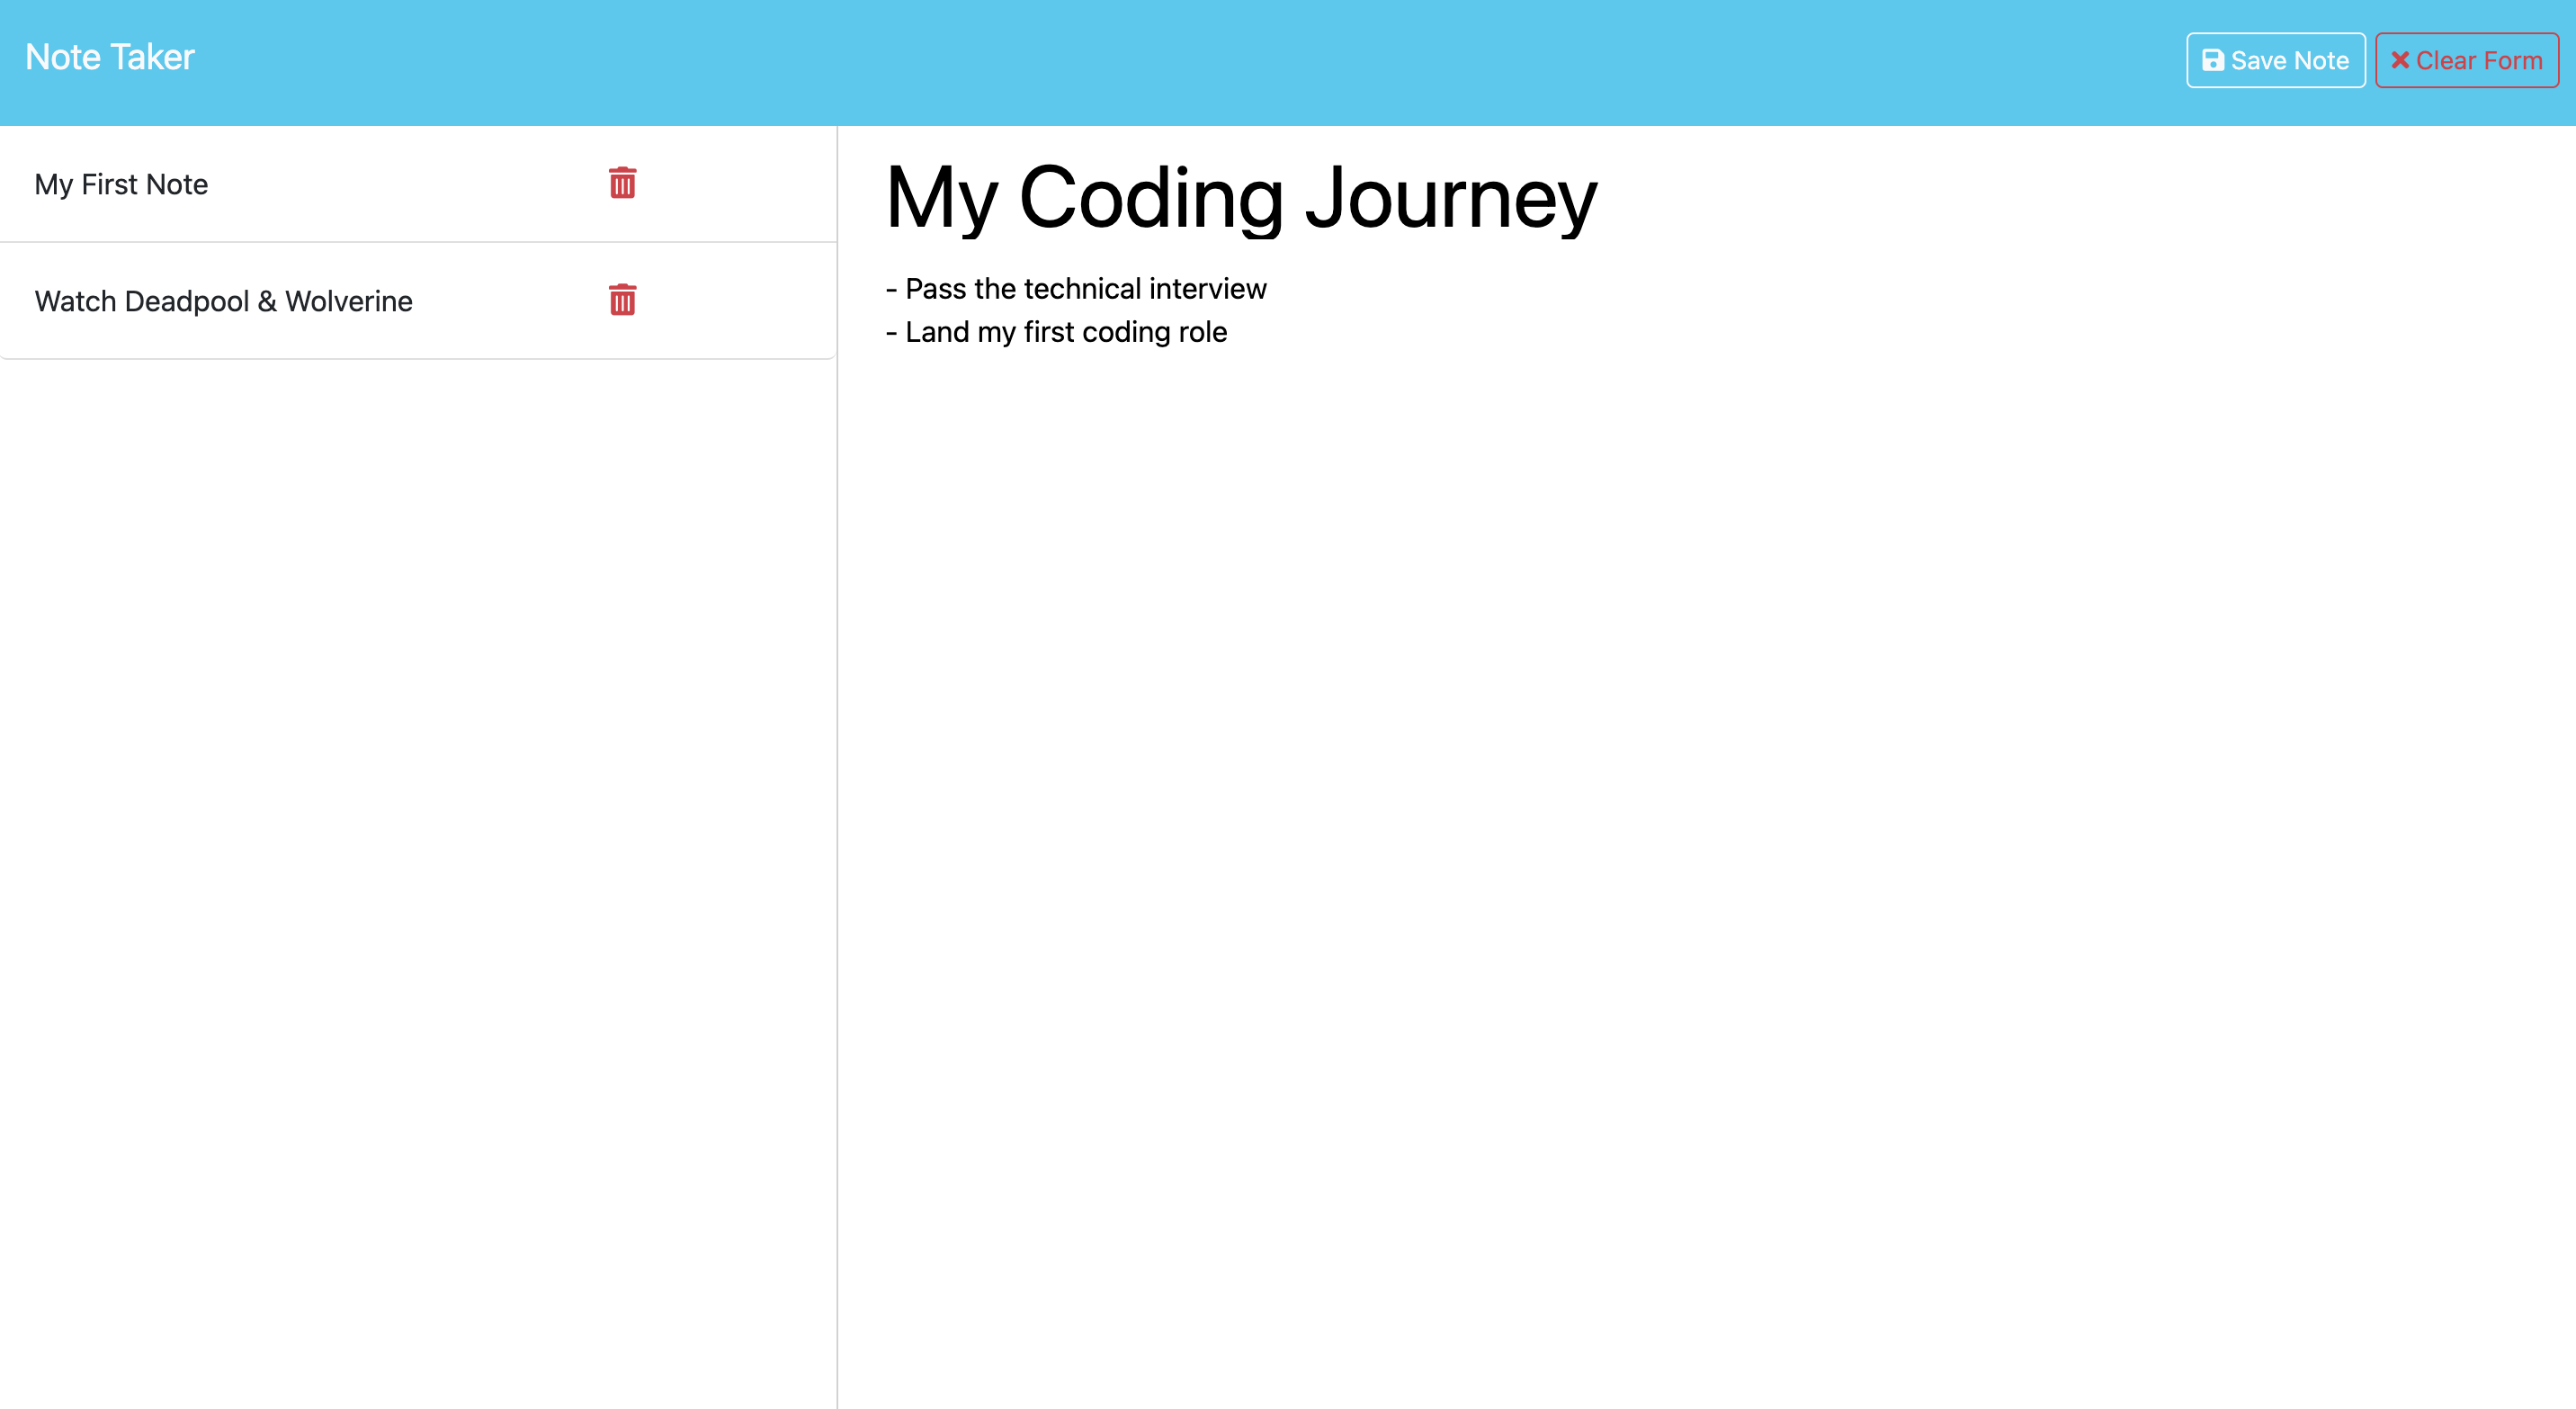 Note Taker
Save Note
Clear Form
My First Note
Watch Deadpool & Wolverine
My Coding Journey
- Pass the technical interview
- Land my first coding role